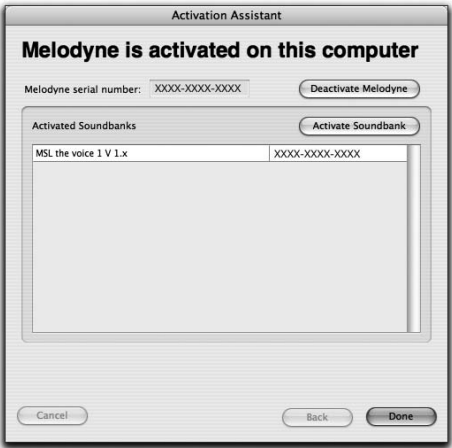 Activation Assistant
Melodyne is activated on this computer
Melodyne serial number: XXXX-XXXX-XXXX Deactivate Melodyne
Activated Soundbanks Activate Soundbank
MSL the voice 1 V 1.x XXXX-XXXX-XXXX
Cancel Back Done